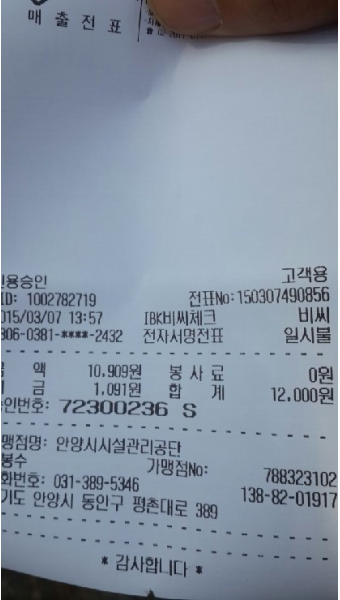 매출전표
고객용
용승인
ID: 1002782719 전표No:150307490856
015/03/07 13:57 IBK비씨체크 비씨
306-0381-****-2432 전자서명전표 일시불
액 10,909원 봉사료 0원
금 1,091원 합 계 12,000원
인번호: 72300236 S
맹점명: 안양시시설관리공단
봉수 가맹점No: 788323102
화번호: 031-389-5346 138-82-01917
기도 안양시 동안구 평촌대로 389
* 감사합니다 *